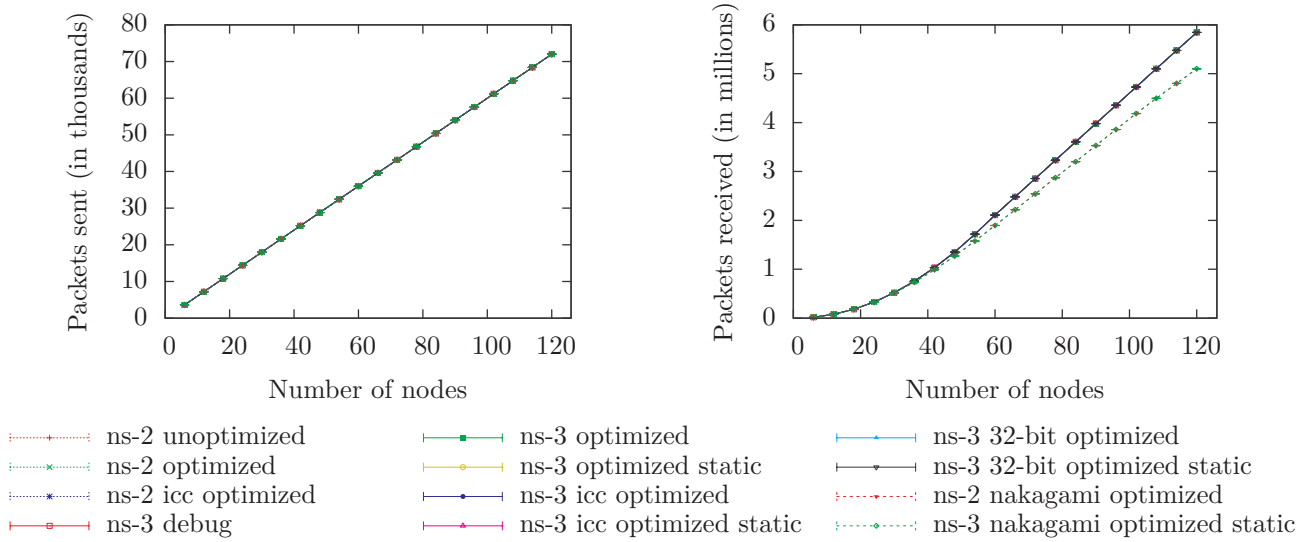 Packets sent (in thousands)
80
70
60
50
40
30
20
10
0
0 20 40 60 80 100 120
Number of nodes
Packets received (in millions)
6
5
4
3
2
1
0
0 20 40 60 80 100 120
Number of nodes
ns-2 unoptimized
ns-2 optimized
ns-2 icc optimized
ns-3 debug
ns-3 optimized
ns-3 optimized static
ns-3 icc optimized
ns-3 icc optimized static
ns-3 32-bit optimized
ns-3 32-bit optimized static
ns-2 nakagami optimized
ns-3 nakagami optimized static